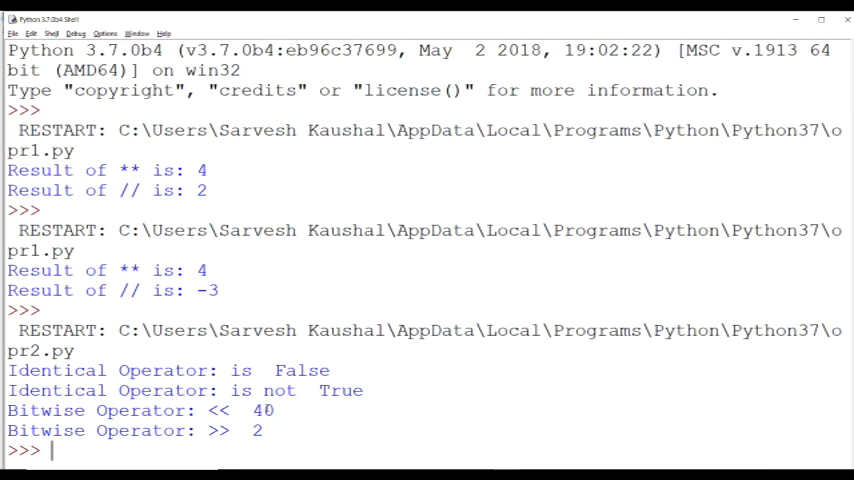 Python 3.7.0b4 Shell
File Edit Shell Debug Options Window Help
Python 3.7.0b4 (v3.7.0b4:eb96c37699, May  2 2018, 19:02:22) [MSC v.1913 64
bit (AMD64)] on win32
Type "copyright", "credits" or "license()" for more information.
>>>
RESTART: C:\Users\Sarvesh Kaushal\AppData\Local\Programs\Python\Python37\o
pr1.py
Result of ** is: 4
Result of // is: 2
>>>
RESTART: C:\Users\Sarvesh Kaushal\AppData\Local\Programs\Python\Python37\o
pr1.py
Result of ** is: 4
Result of // is: -3
>>>
RESTART: C:\Users\Sarvesh Kaushal\AppData\Local\Programs\Python\Python37\o
pr2.py
Identical Operator: is  False
Identical Operator: is not  True
Bitwise Operator: <<  40
Bitwise Operator: >>  2
>>>